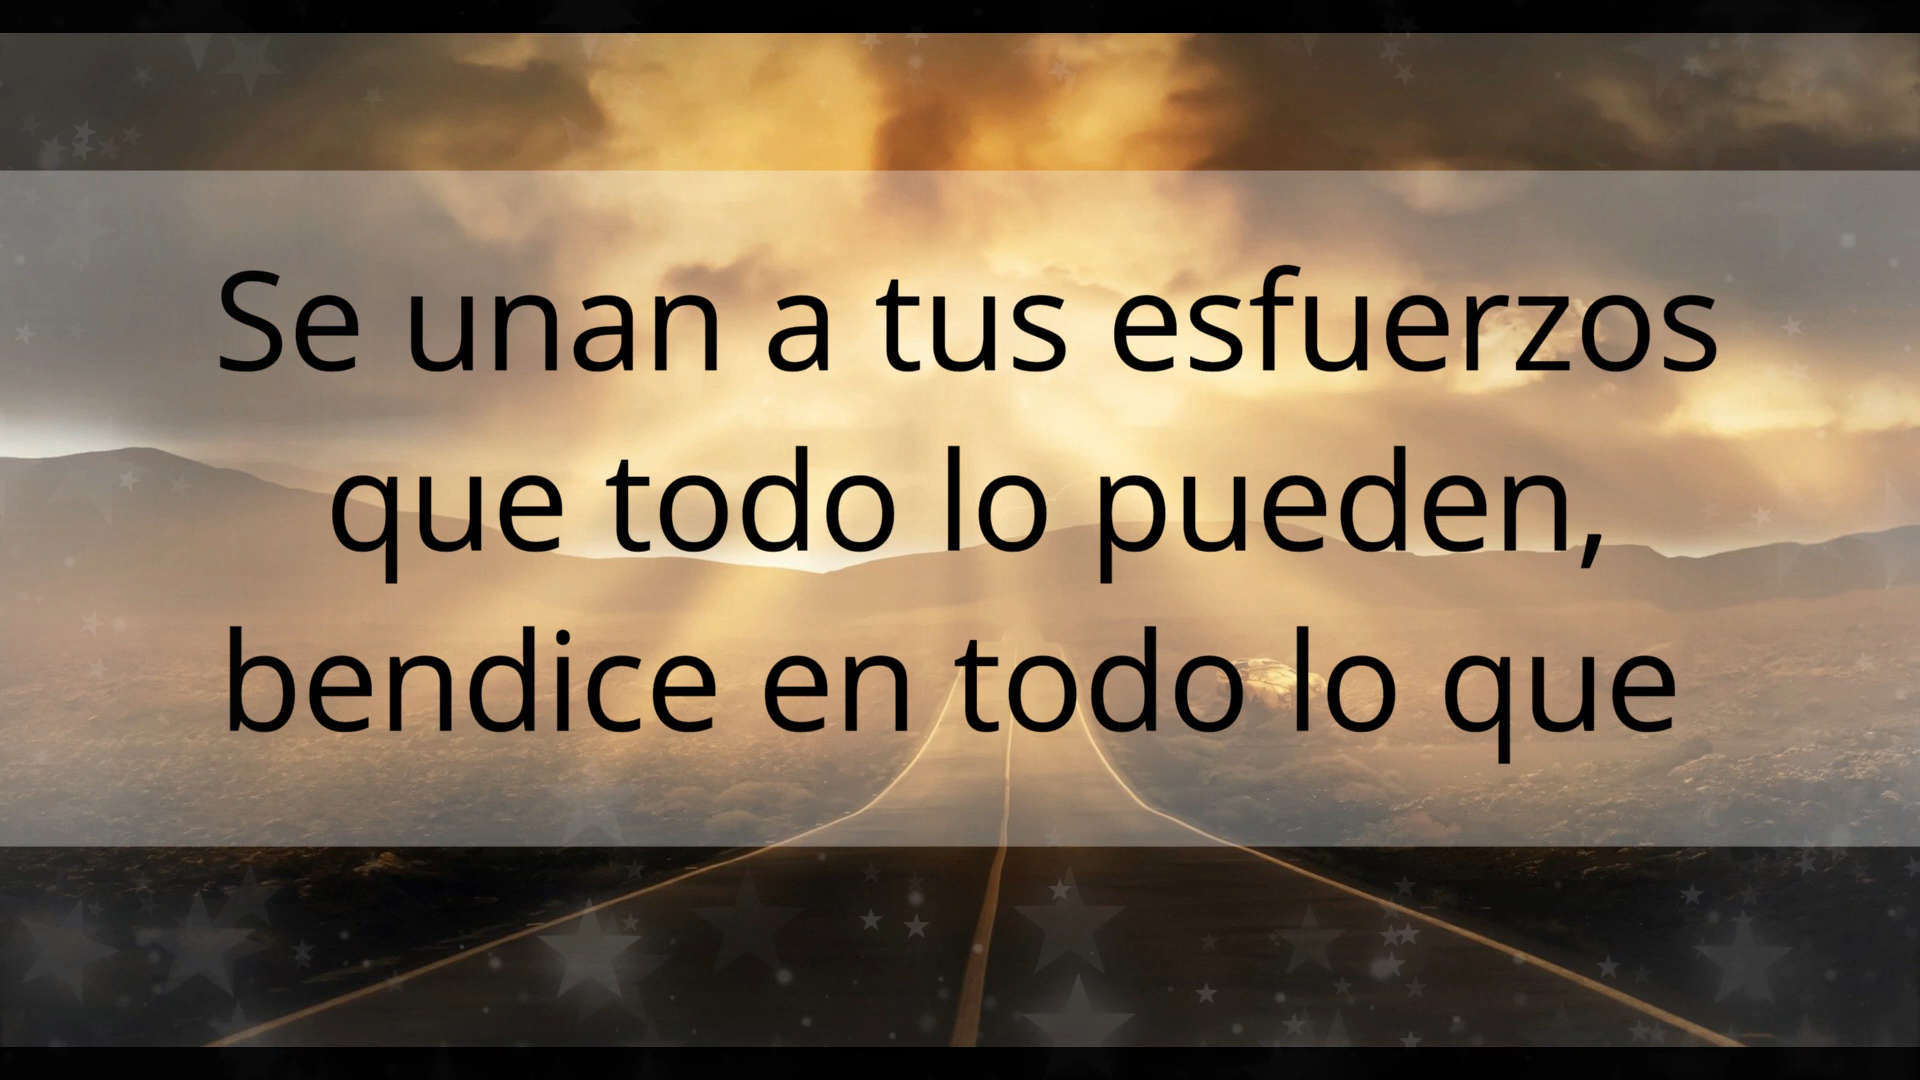 Se unan a tus esfuerzos
que todo lo pueden,
bendice en todo lo que